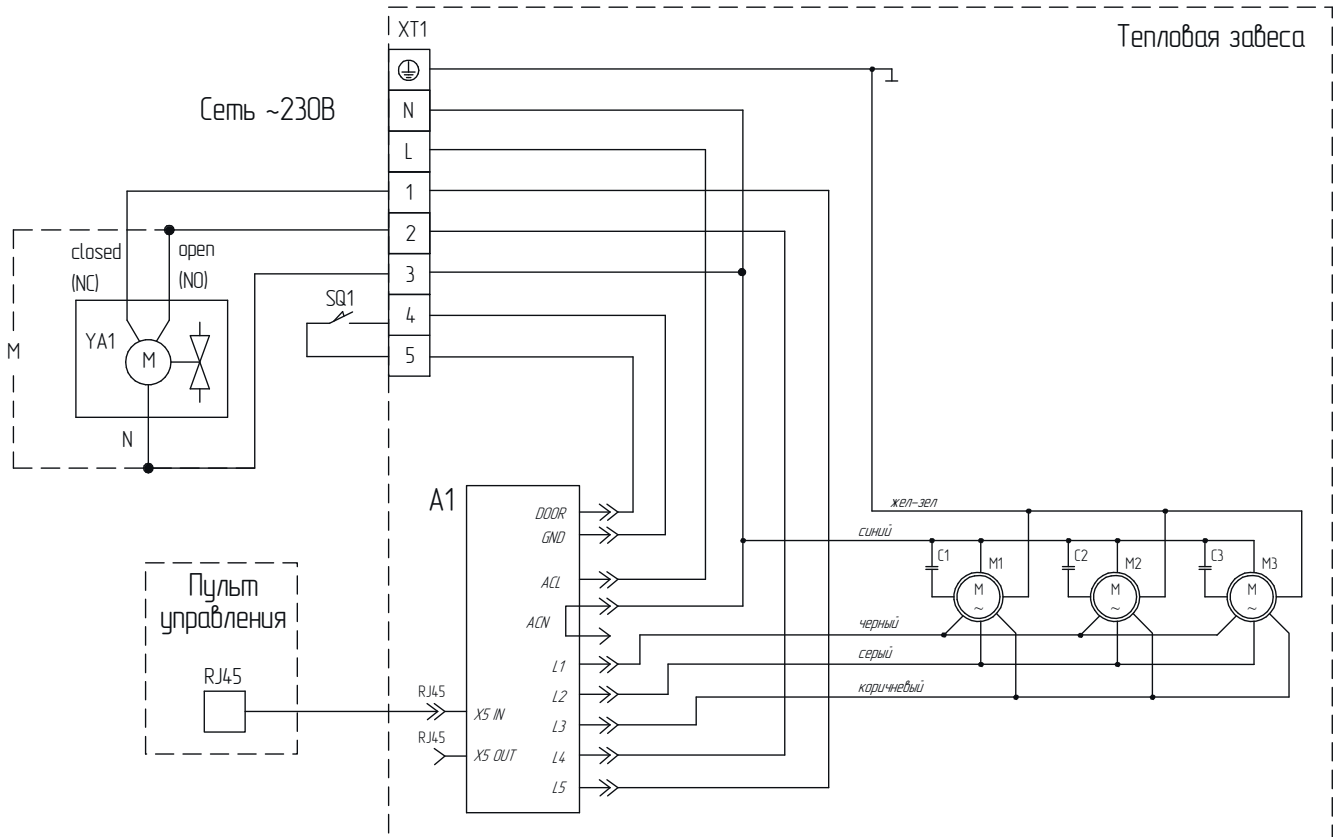 XT1
Тепловая завеса
Сеть ~230В
N
L
1
2
3
4
5
closed
(NC)
open
(NO)
SQ1
YA1
M
M
N
A1
DOOR
GND
ACL
ACN
L1
L2
L3
L4
L5
X5 IN
X5 OUT
RJ45
RJ45
Пульт
управления
RJ45
жел-зел
синий
черный
серый
коричневый
C1
M1
C2
M2
C3
M3
M
~
M
~
M
~